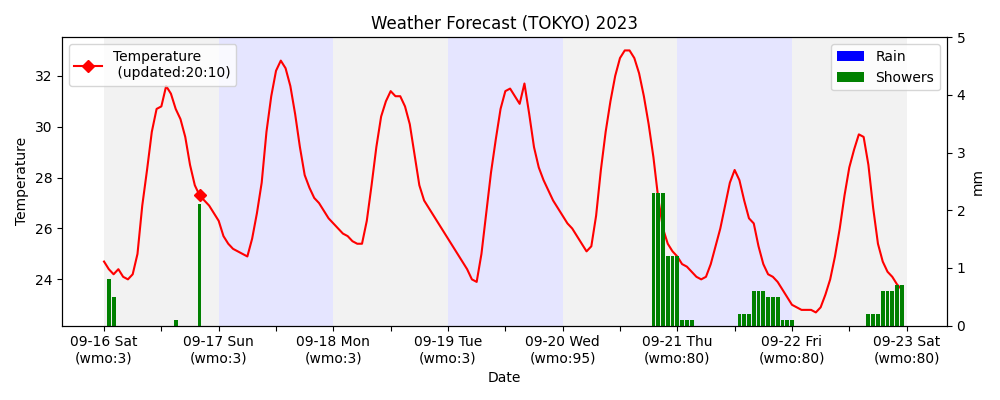 Weather Forecast (TOKYO) 2023
Temperature
(updated:20:10)
Rain
Showers
Temperature
32
30
28
26
24
5
4
3
2
1
0
mm
09-16 Sat 09-17 Sun 09-18 Mon 09-19 Tue 09-20 Wed 09-21 Thu 09-22 Fri 09-23 Sat
(wmo:3) (wmo:3) (wmo:3) (wmo:3) (wmo:95) (wmo:80) (wmo:80) (wmo:80)
Date